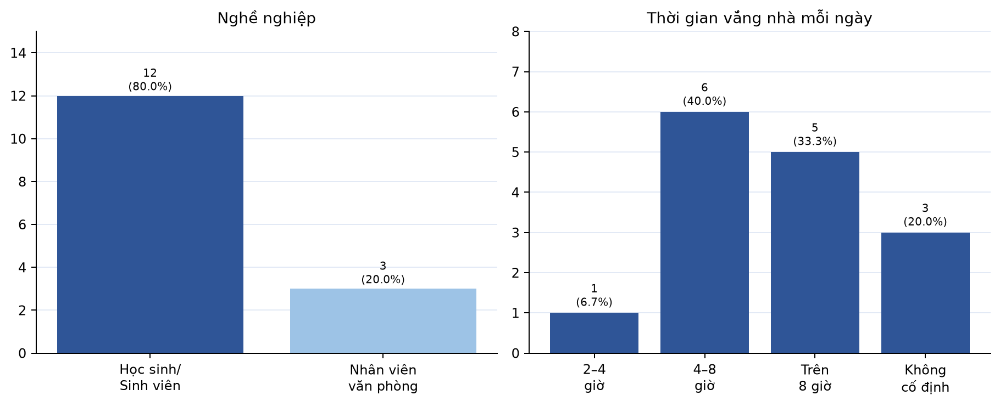 Nghề nghiệp
14
12
10
8
6
4
2
0
12
(80.0%)
3
(20.0%)
Học sinh/
Sinh viên
Nhân viên
văn phòng
Thời gian vắng nhà mỗi ngày
8
7
6
5
4
3
2
1
0
1
(6.7%)
6
(40.0%)
5
(33.3%)
3
(20.0%)
2–4
giờ
4–8
giờ
Trên
8 giờ
Không
cố định